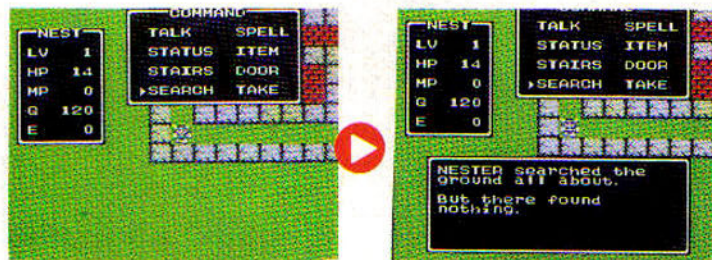 COMMAND
NEST
TALK SPELL
LV 1
STATUS ITEM
HP 14
STAIRS DOOR
MP 0
▸SEARCH TAKE
G 120
E 0
COMMAND
NEST
TALK SPELL
LV 1
STATUS ITEM
HP 14
STAIRS DOOR
MP 0
▸SEARCH TAKE
G 120
E 0
NESTER searched the
ground all about.
But there found
nothing.